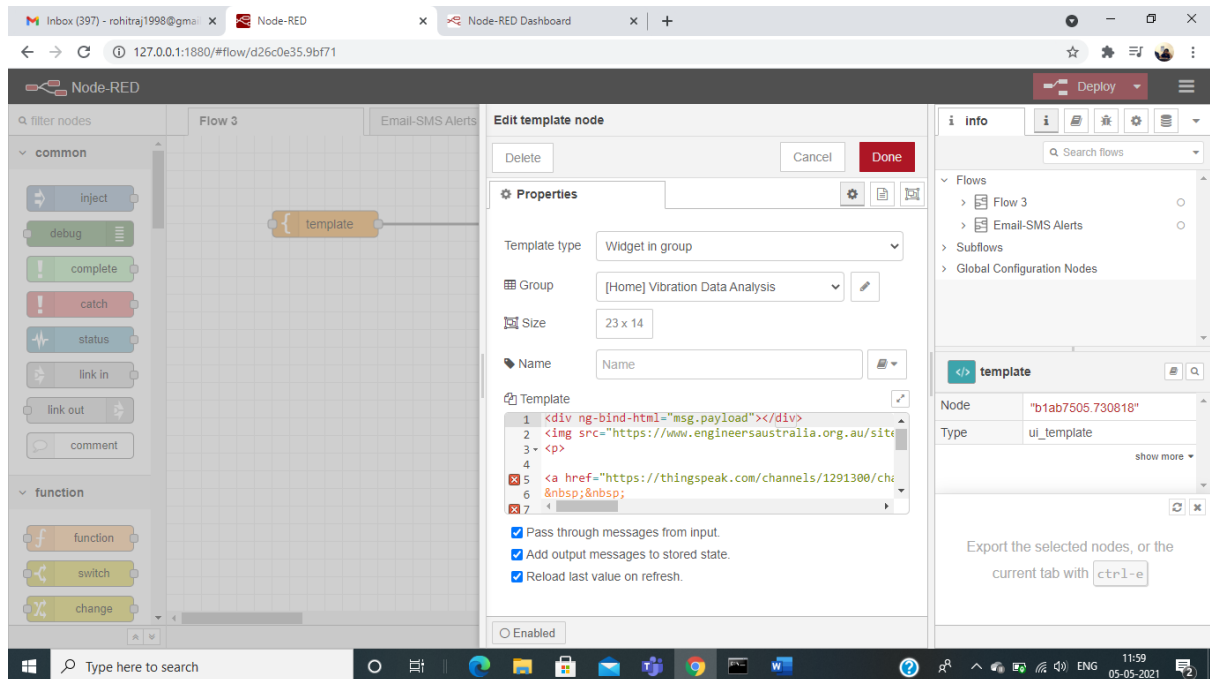 Inbox (397) - rohitraj1998@gmai
Node-RED
Node-RED Dashboard
127.0.0.1:1880/#flow/d26c0e35.9bf71
Node-RED
Deploy
filter nodes
common
inject
debug
complete
catch
status
link in
link out
comment
function
function
switch
change
Flow 3
Email-SMS Alerts
template
Edit template node
Delete
Cancel
Done
Properties
Template type
Widget in group
Group
[Home] Vibration Data Analysis
Size
23 x 14
Name
Name
Template
1 <div ng-bind-html="msg.payload"></div>
2 <img src="https://www.engineersaustralia.org.au/site
3 <p>
4
5 <a href="https://thingspeak.com/channels/1291300/cha
6 &nbsp;&nbsp;
7
Pass through messages from input.
Add output messages to stored state.
Reload last value on refresh.
Enabled
i info
i
Search flows
Flows
Flow 3
Email-SMS Alerts
Subflows
Global Configuration Nodes
</> template
Node "b1ab7505.730818"
Type ui_template
show more
Export the selected nodes, or the
current tab with ctrl-e
Type here to search
ENG
11:59
05-05-2021